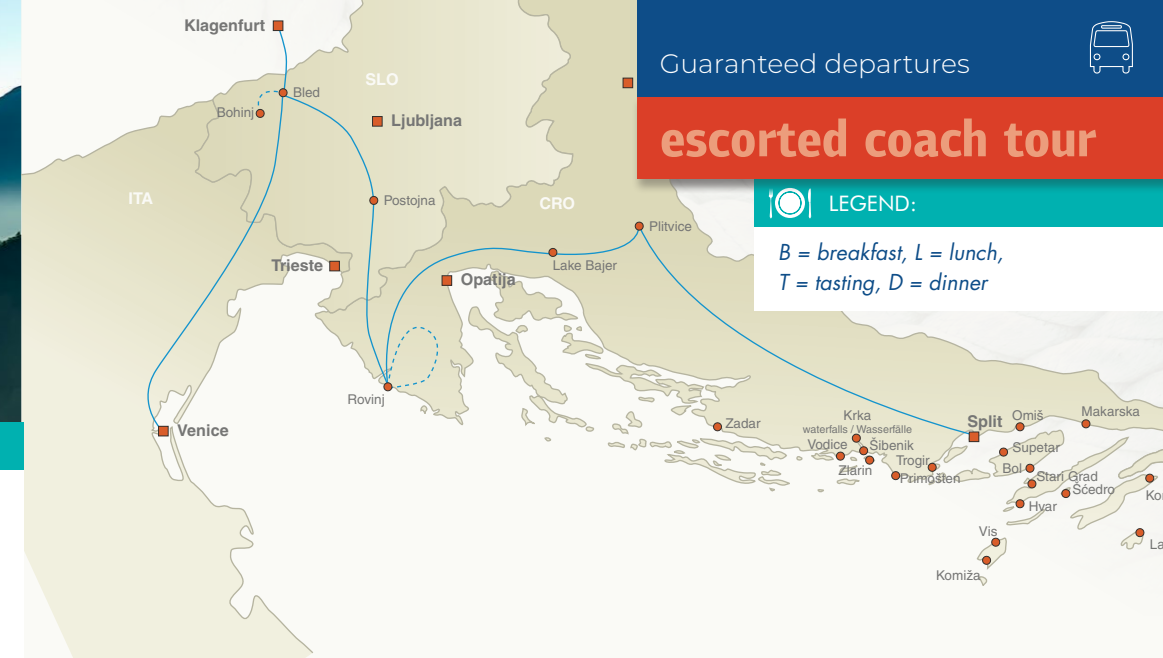 Guaranteed departures
escorted coach tour
LEGEND:
B = breakfast, L = lunch,
T = tasting, D = dinner
Klagenfurt
SLO
Bled
Bohinj
Ljubljana
ITA
Postojna
CRO
Plitvice
Trieste
Lake Bajer
Opatija
Rovinj
Venice
Zadar
Krka
waterfalls / Wasserfälle
Vodice
Šibenik
Zlarin
Trogir
Primošten
Split
Omiš
Makarska
Supetar
Bol
Stari Grad
Šćedro
Hvar
Vis
Komiža
Ko
La